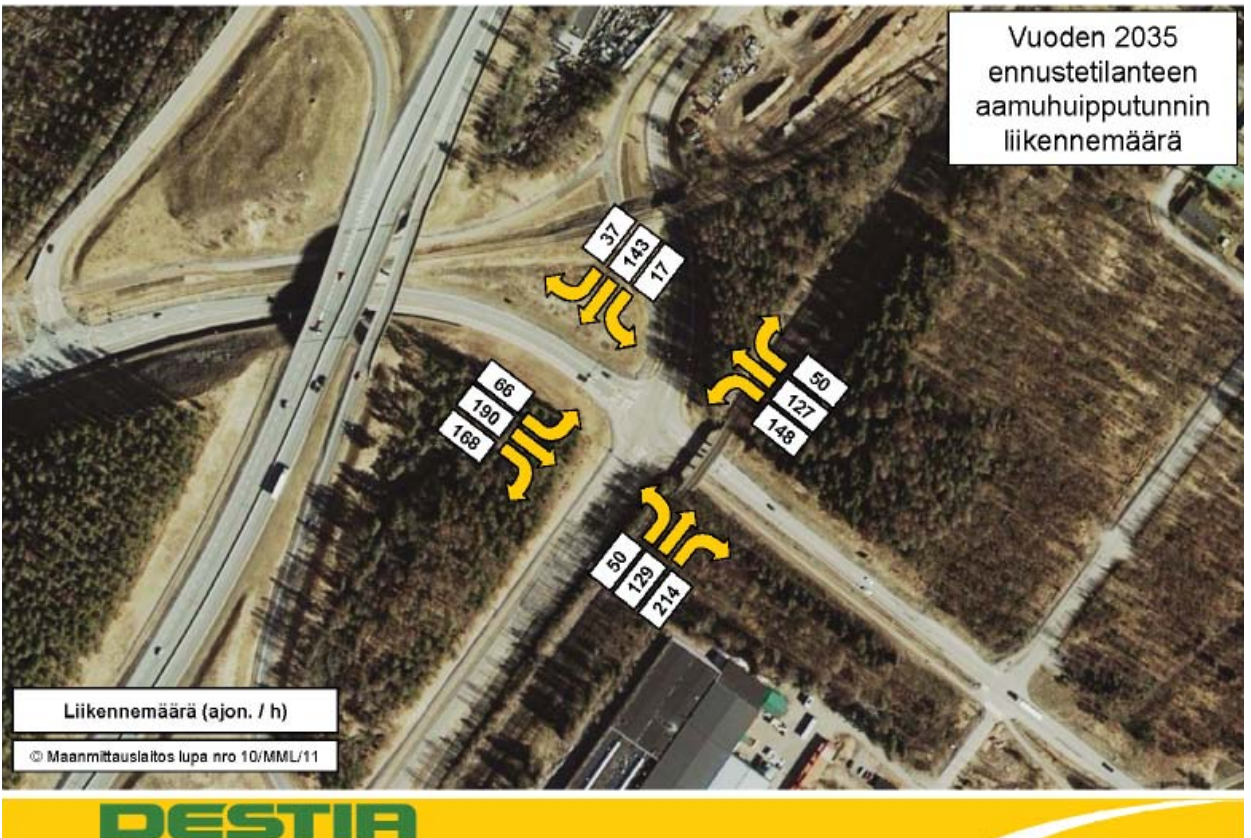 Vuoden 2035
ennustetilanteen
aamuhuipputunnin
liikennemäärä
37
143
17
66
190
168
50
127
148
50
129
214
Liikennemäärä (ajon. / h)
© Maanmittauslaitos lupa nro 10/MML/11
DESTIA